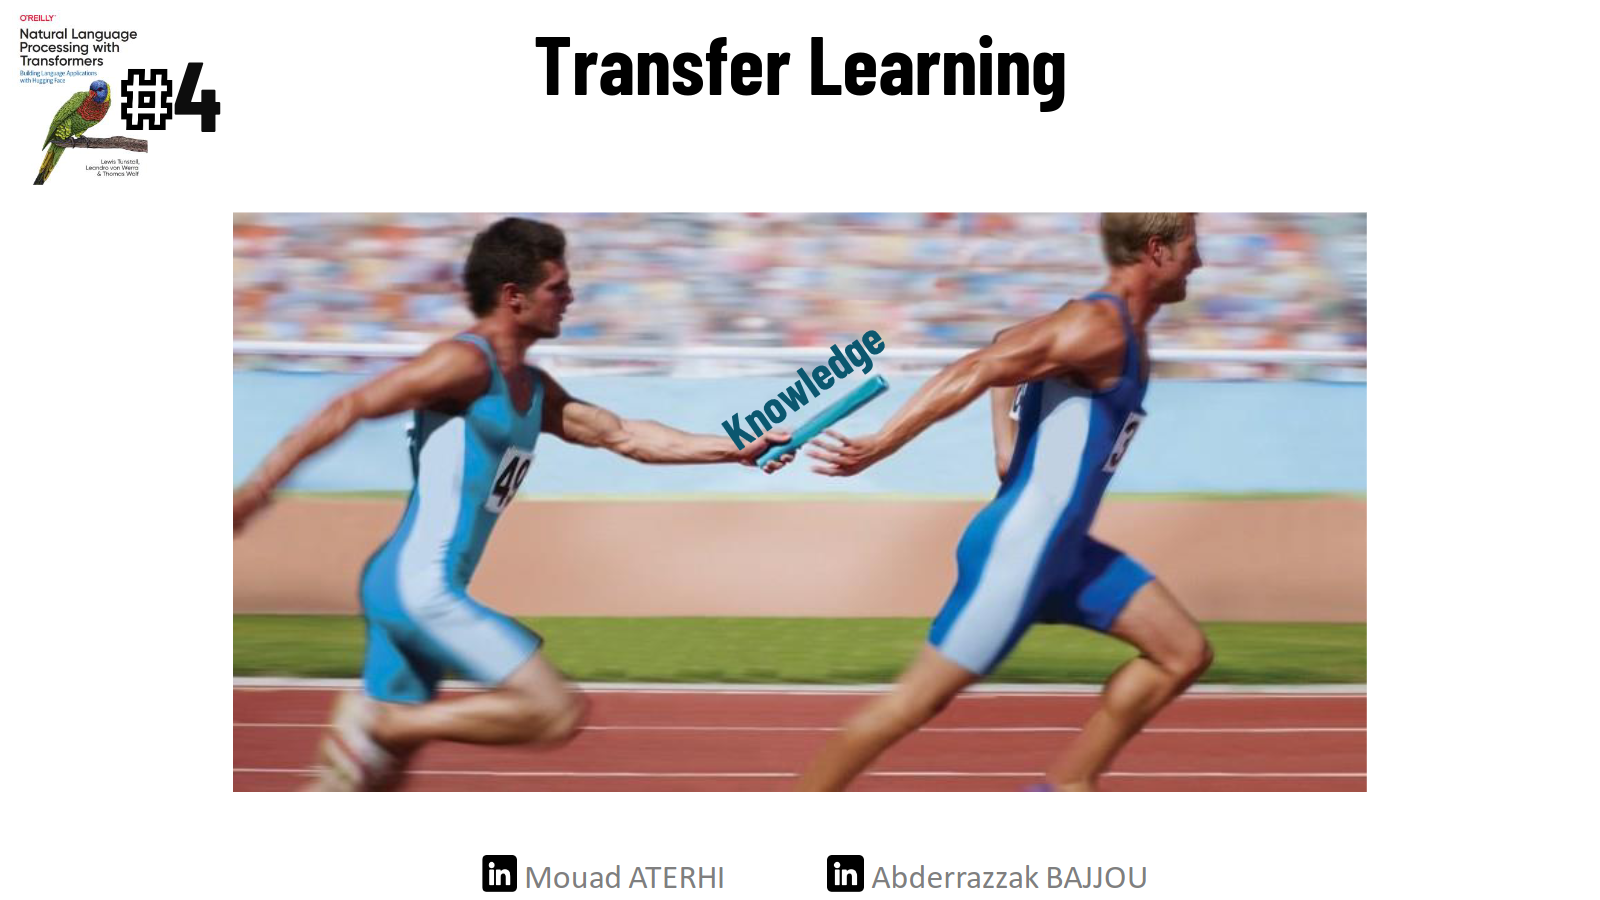 O'REILLY
Natural Language
Processing with
Transformers
Building Language Applications
with Hugging Face
#4
Lewis Tunstall,
Leandro von Werra
& Thomas Wolf
Transfer Learning
Knowledge
49
3
Mouad ATERHI
Abderrazzak BAJJOU